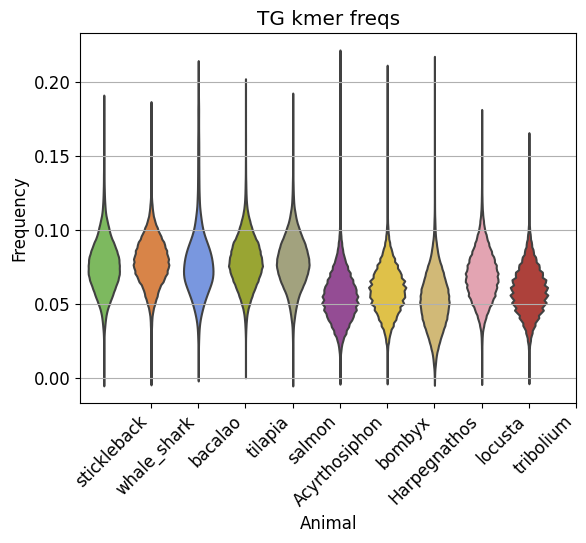 TG kmer freqs
Frequency
0.20
0.15
0.10
0.05
0.00
stickleback
whale_shark
bacalao
tilapia
salmon
Acyrthosiphon
bombyx
Harpegnathos
locusta
tribolium
Animal